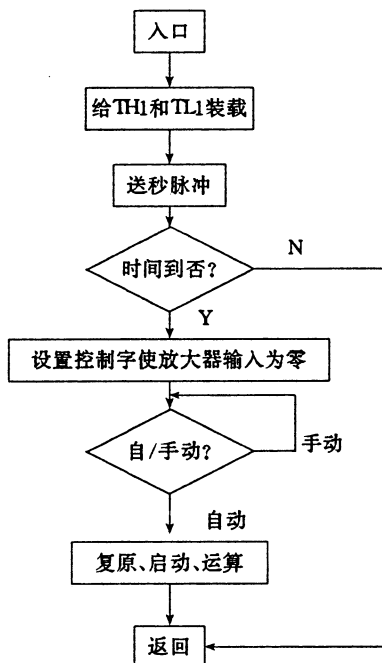 入口
给TH1和TL1装载
送秒脉冲
时间到否?
N
Y
设置控制字使放大器输入为零
自/手动?
手动
自动
复原、启动、运算
返回